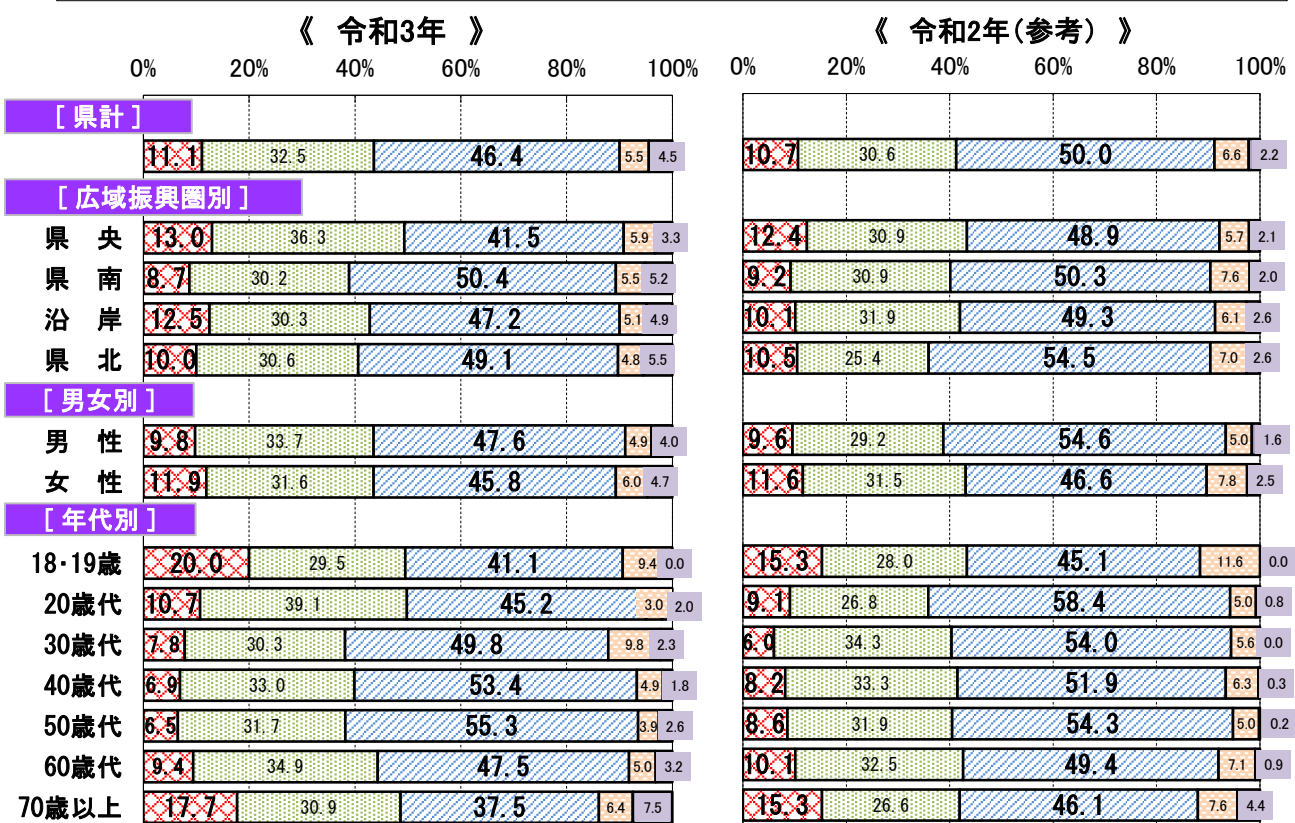 《 令和3年 》 《 令和2年(参考) 》
0% 20% 40% 60% 80% 100% 0% 20% 40% 60% 80% 100%
[ 県計 ]
11.1 32.5 46.4 5.5 4.5 10.7 30.6 50.0 6.6 2.2
[ 広域振興圏別 ]
県 央 13.0 36.3 41.5 5.9 3.3 12.4 30.9 48.9 5.7 2.1
県 南 8.7 30.2 50.4 5.5 5.2 9.2 30.9 50.3 7.6 2.0
沿 岸 12.5 30.3 47.2 5.1 4.9 10.1 31.9 49.3 6.1 2.6
県 北 10.0 30.6 49.1 4.8 5.5 10.5 25.4 54.5 7.0 2.6
[ 男女別 ]
男 性 9.8 33.7 47.6 4.9 4.0 9.6 29.2 54.6 5.0 1.6
女 性 11.9 31.6 45.8 6.0 4.7 11.6 31.5 46.6 7.8 2.5
[ 年代別 ]
18・19歳 20.0 29.5 41.1 9.4 0.0 15.3 28.0 45.1 11.6 0.0
20歳代 10.7 39.1 45.2 3.0 2.0 9.1 26.8 58.4 5.0 0.8
30歳代 7.8 30.3 49.8 9.8 2.3 6.0 34.3 54.0 5.6 0.0
40歳代 6.9 33.0 53.4 4.9 1.8 8.2 33.3 51.9 6.3 0.3
50歳代 6.5 31.7 55.3 3.9 2.6 8.6 31.9 54.3 5.0 0.2
60歳代 9.4 34.9 47.5 5.0 3.2 10.1 32.5 49.4 7.1 0.9
70歳以上 17.7 30.9 37.5 6.4 7.5 15.3 26.6 46.1 7.6 4.4